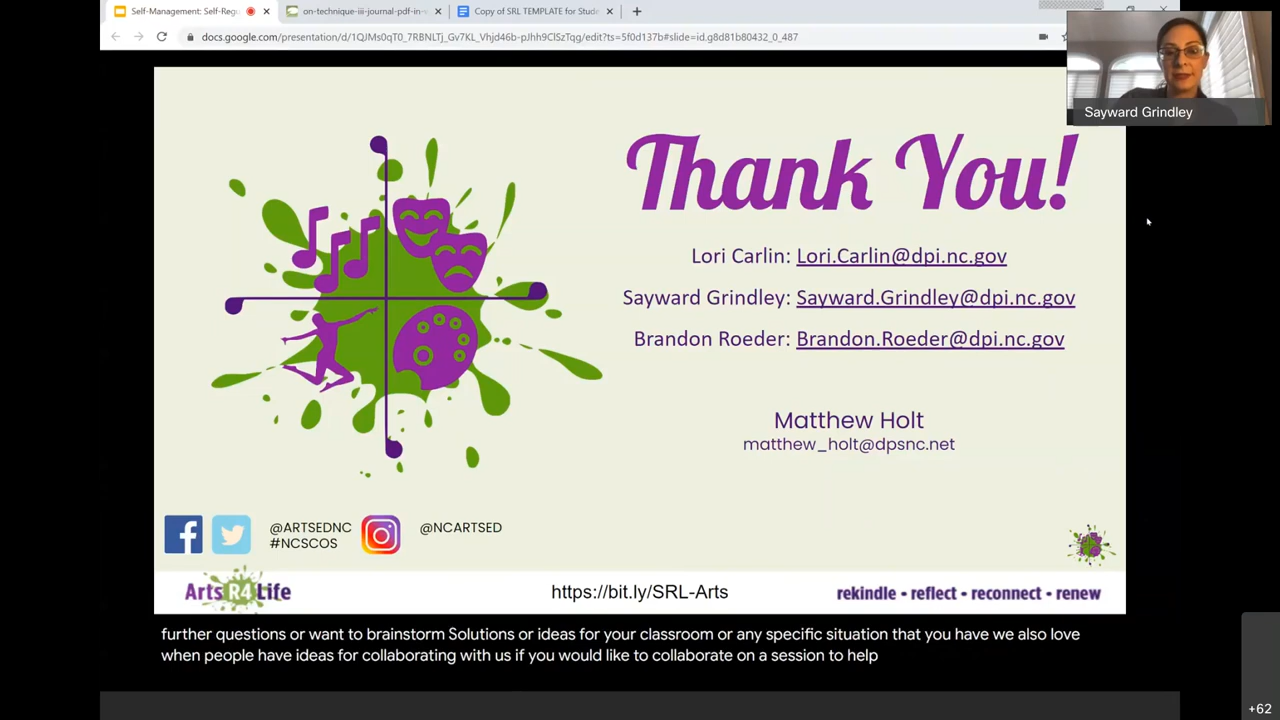 Self-Management: Self-Regu
on-technique-iii-journal-pdf-in-v
Copy of SRL TEMPLATE for Stude
docs.google.com/presentation/d/1QJMs0qT0_7RBNLTj_Gv7KL_Vhjd46b-pJhh9ClSzTqg/edit?ts=5f0d137b#slide=id.g8d81b80432_0_487
Sayward Grindley
Thank You!
Lori Carlin: Lori.Carlin@dpi.nc.gov
Sayward Grindley: Sayward.Grindley@dpi.nc.gov
Brandon Roeder: Brandon.Roeder@dpi.nc.gov
Matthew Holt
matthew_holt@dpsnc.net
@ARTSEDNC
#NCSCOS
@NCARTSED
Arts R4 Life
https://bit.ly/SRL-Arts
rekindle • reflect • reconnect • renew
further questions or want to brainstorm Solutions or ideas for your classroom or any specific situation that you have we also love
when people have ideas for collaborating with us if you would like to collaborate on a session to help
+62